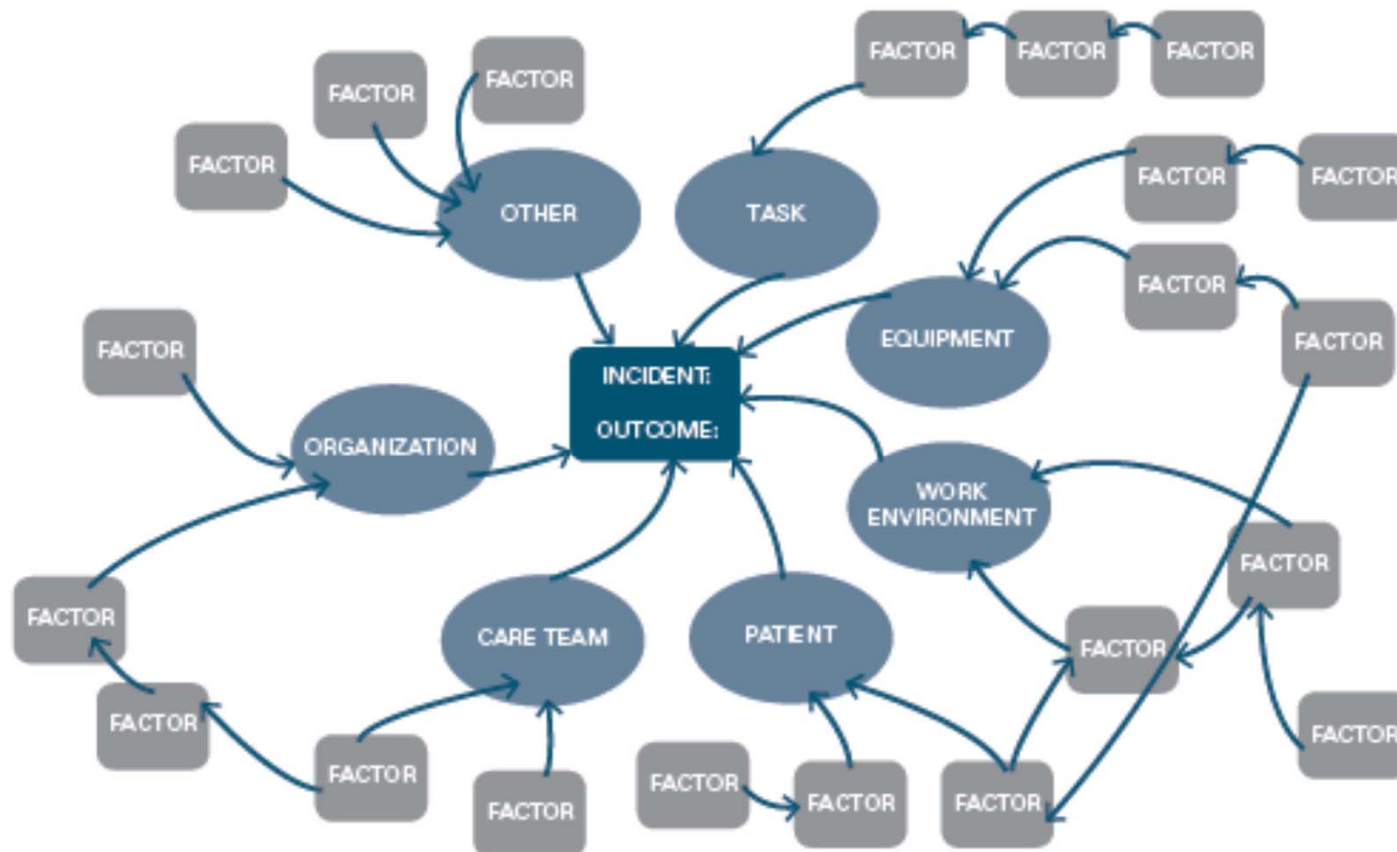 FACTOR
FACTOR
FACTOR
FACTOR
FACTOR
FACTOR
OTHER
TASK
FACTOR
FACTOR
FACTOR
FACTOR
EQUIPMENT
FACTOR
INCIDENT:
OUTCOME:
ORGANIZATION
WORK
ENVIRONMENT
FACTOR
FACTOR
CARE TEAM
PATIENT
FACTOR
FACTOR
FACTOR
FACTOR
FACTOR
FACTOR
FACTOR
FACTOR
FACTOR